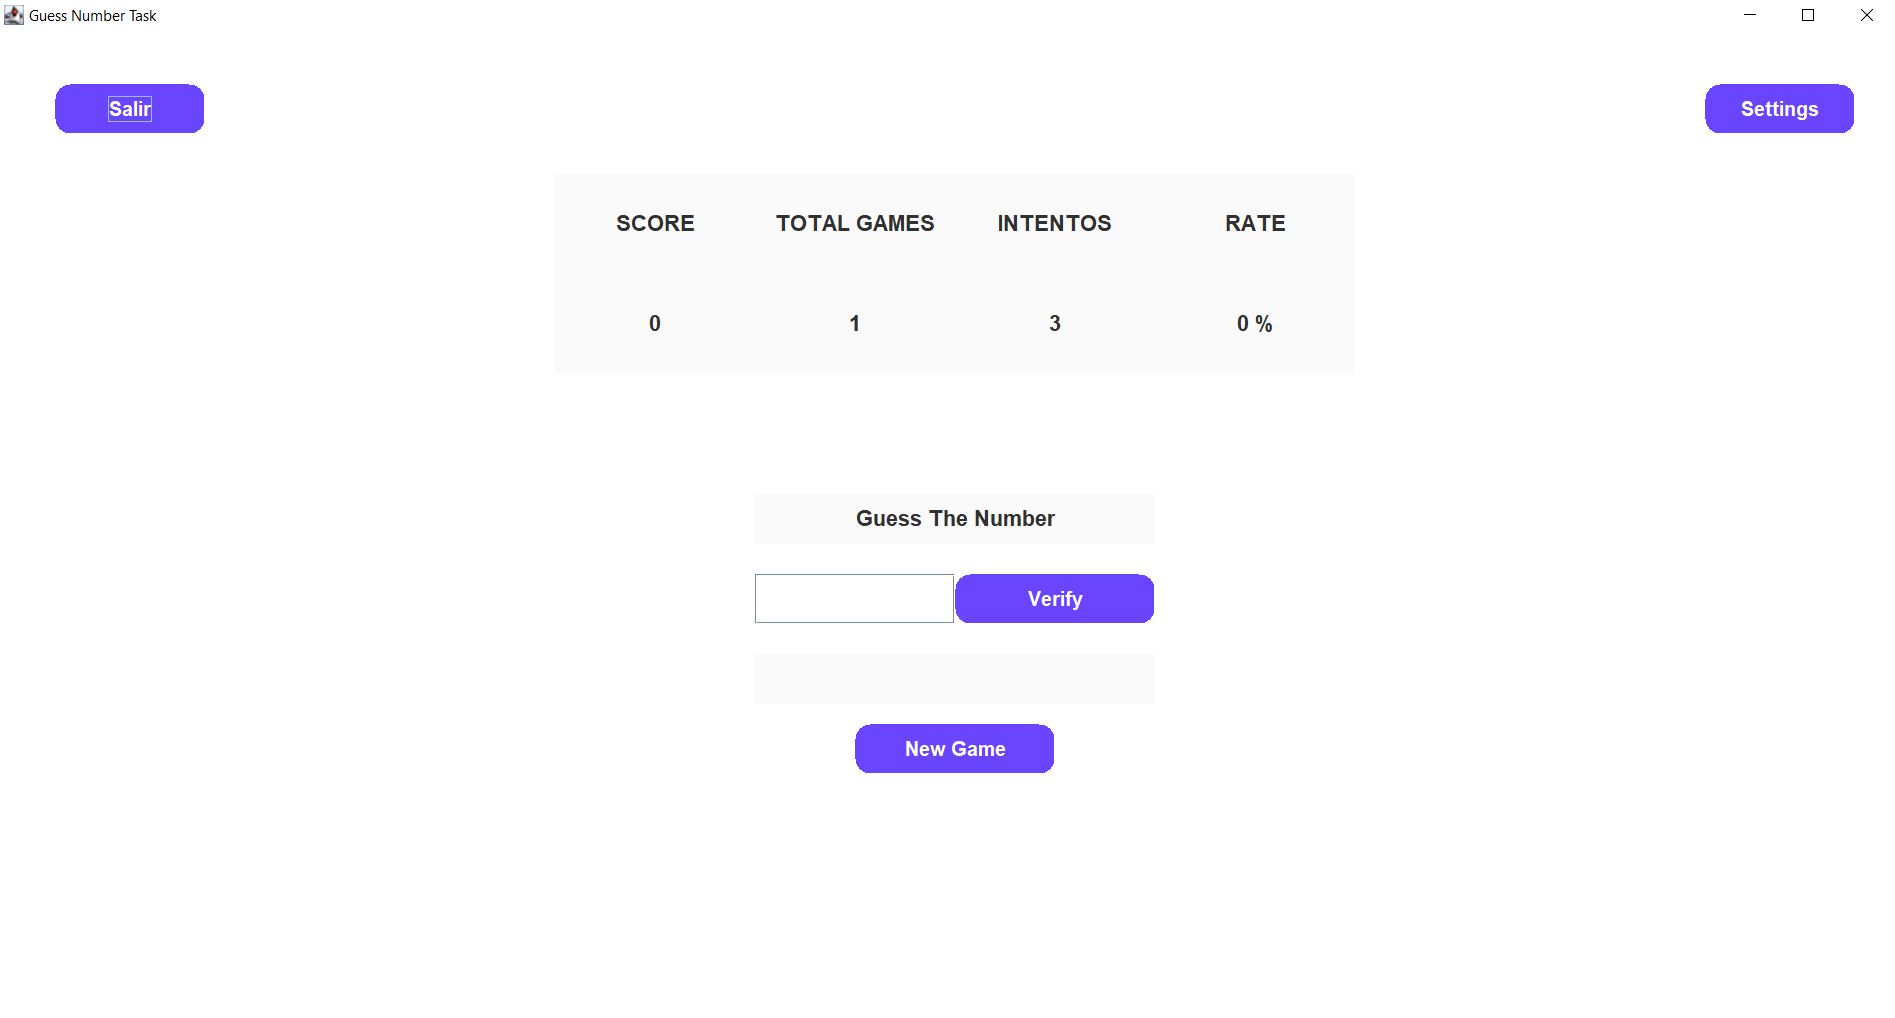 Guess Number Task
Salir Settings
SCORE TOTAL GAMES INTENTOS RATE
0 1 3 0 %
Guess The Number
Verify
New Game